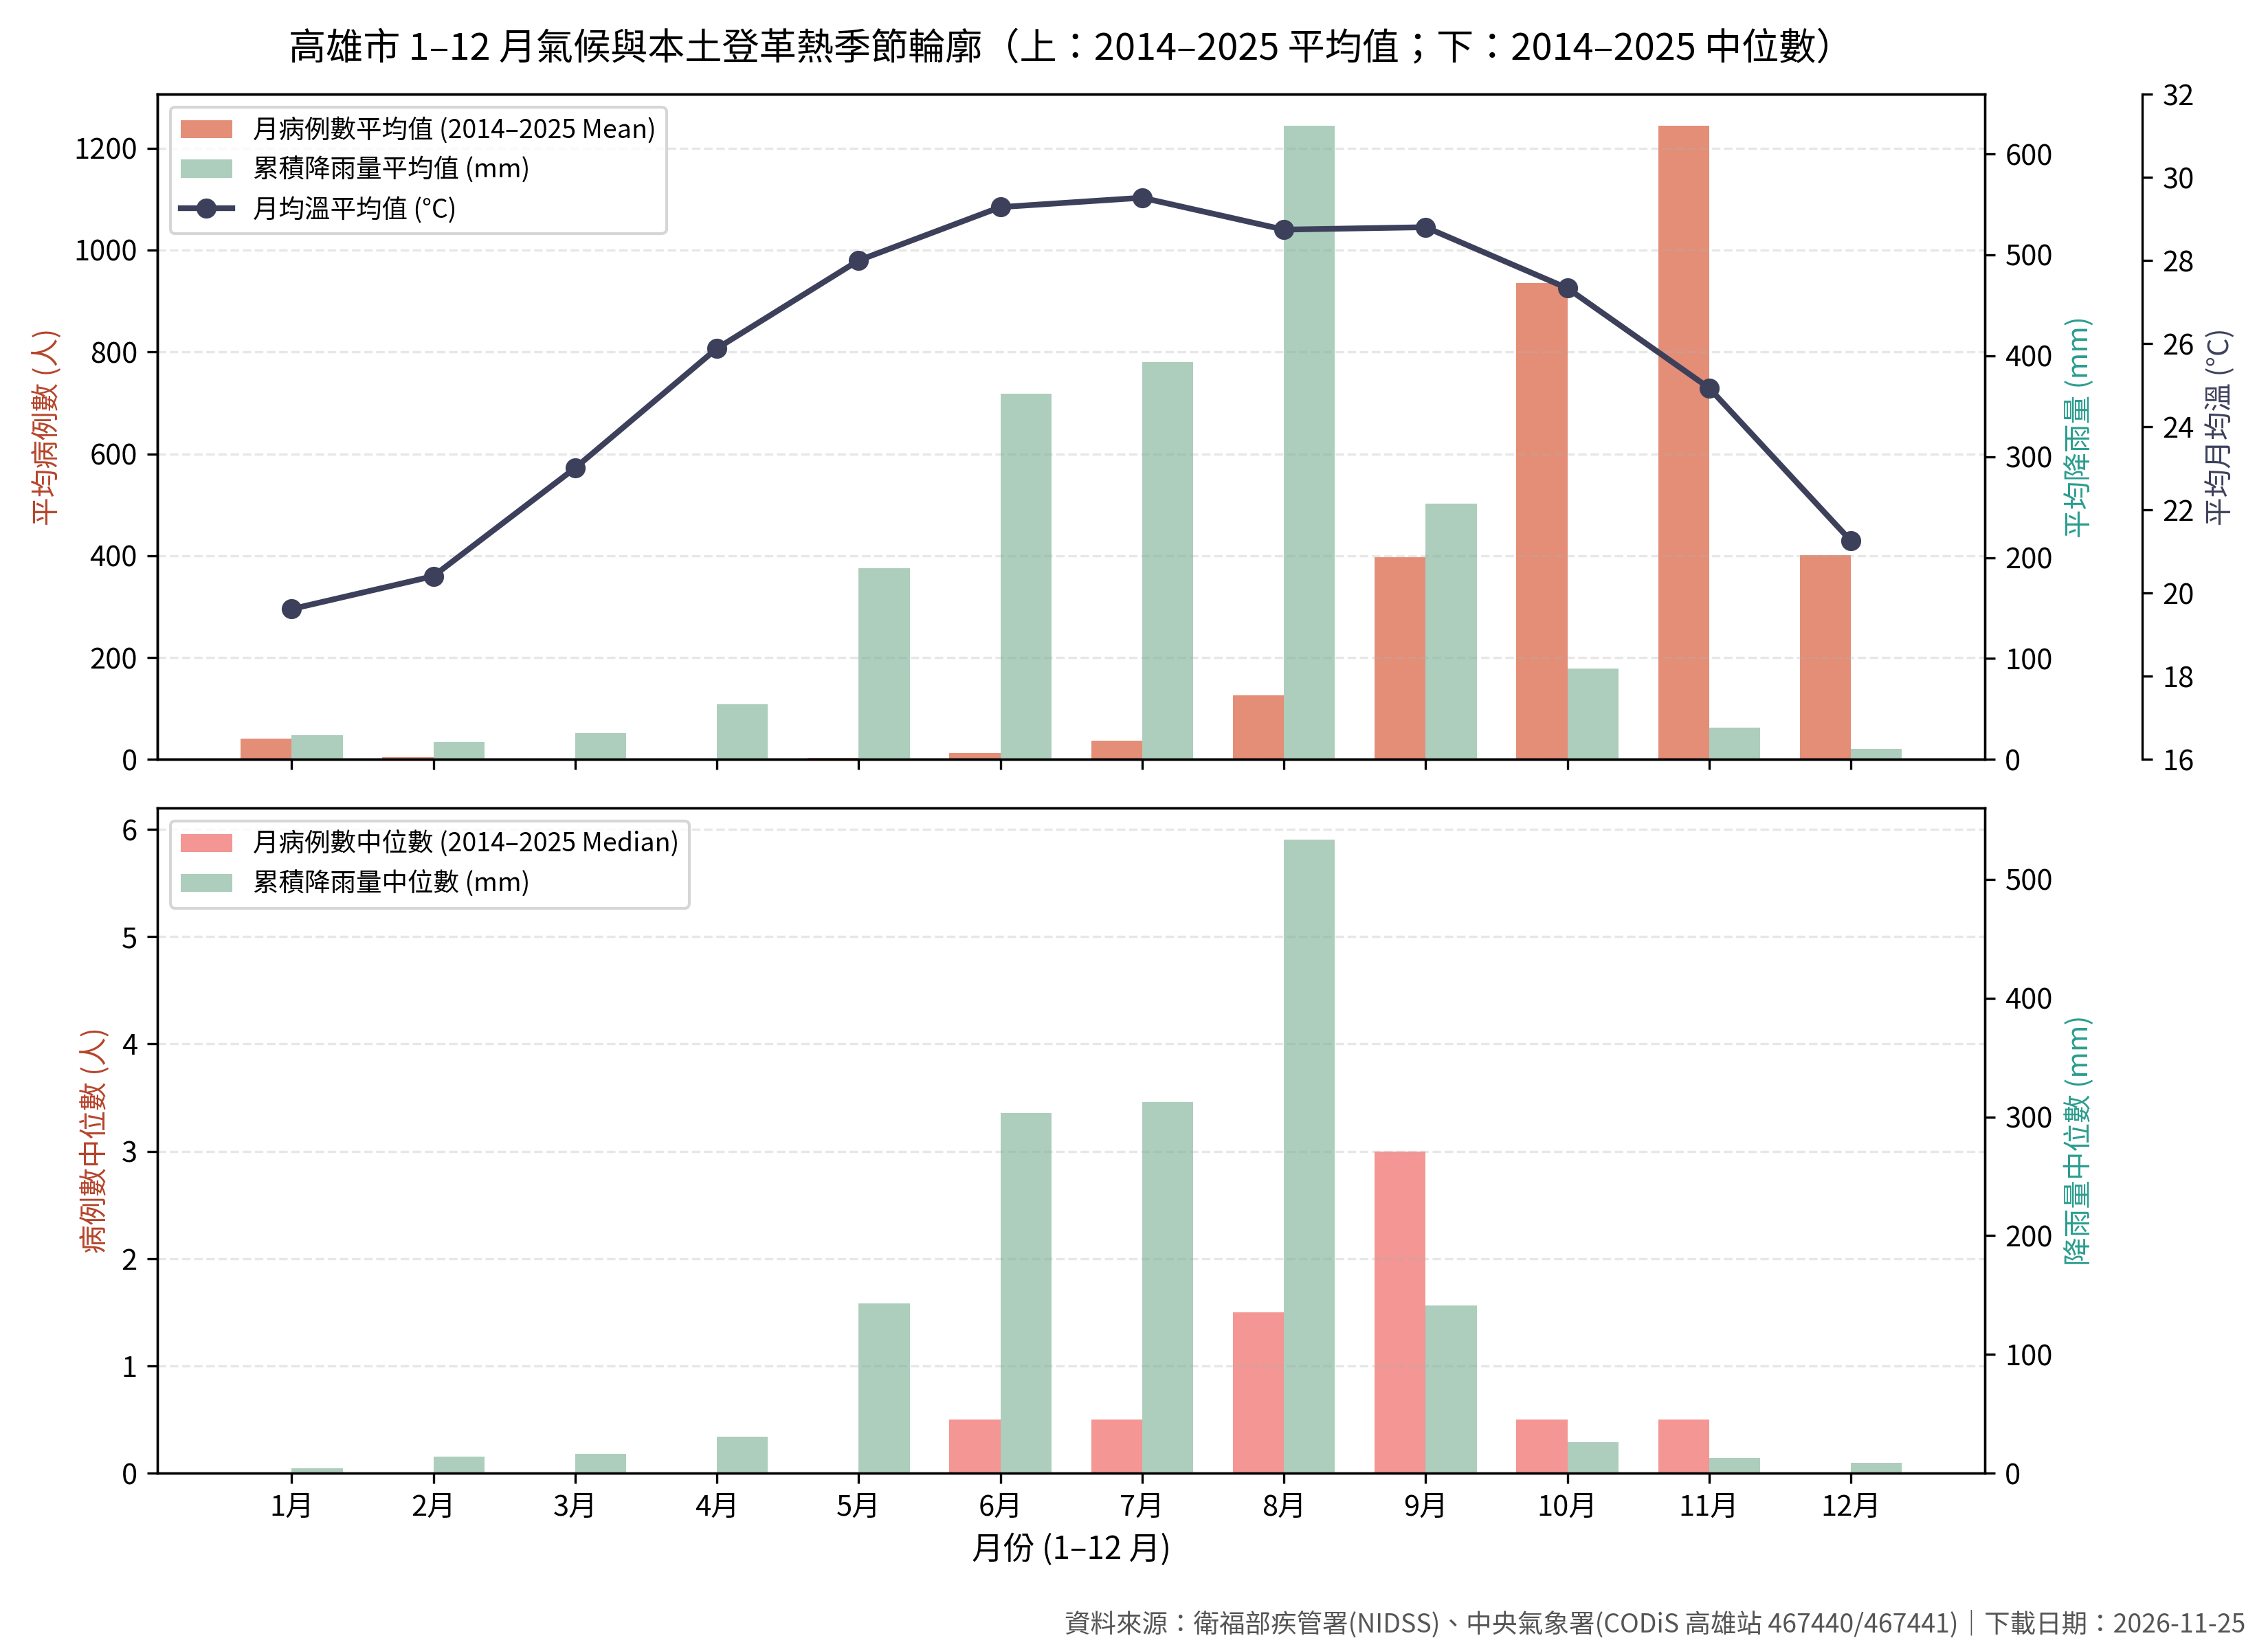 高雄市 1–12 月氣候與本土登革熱季節輪廓（上：2014–2025 平均值；下：2014–2025 中位數）
月病例數平均值 (2014–2025 Mean)
累積降雨量平均值 (mm)
月均溫平均值 (°C)
平均病例數 (人)
1200
1000
800
600
400
200
0
600
500
400
300
200
100
0
平均降雨量 (mm)
32
30
28
26
24
22
20
18
16
平均月均溫 (°C)
月病例數中位數 (2014–2025 Median)
累積降雨量中位數 (mm)
病例數中位數 (人)
6
5
4
3
2
1
0
500
400
300
200
100
0
降雨量中位數 (mm)
1月 2月 3月 4月 5月 6月 7月 8月 9月 10月 11月 12月
月份 (1–12 月)
資料來源：衛福部疾管署(NIDSS)、中央氣象署(CODiS 高雄站 467440/467441)｜下載日期：2026-11-25